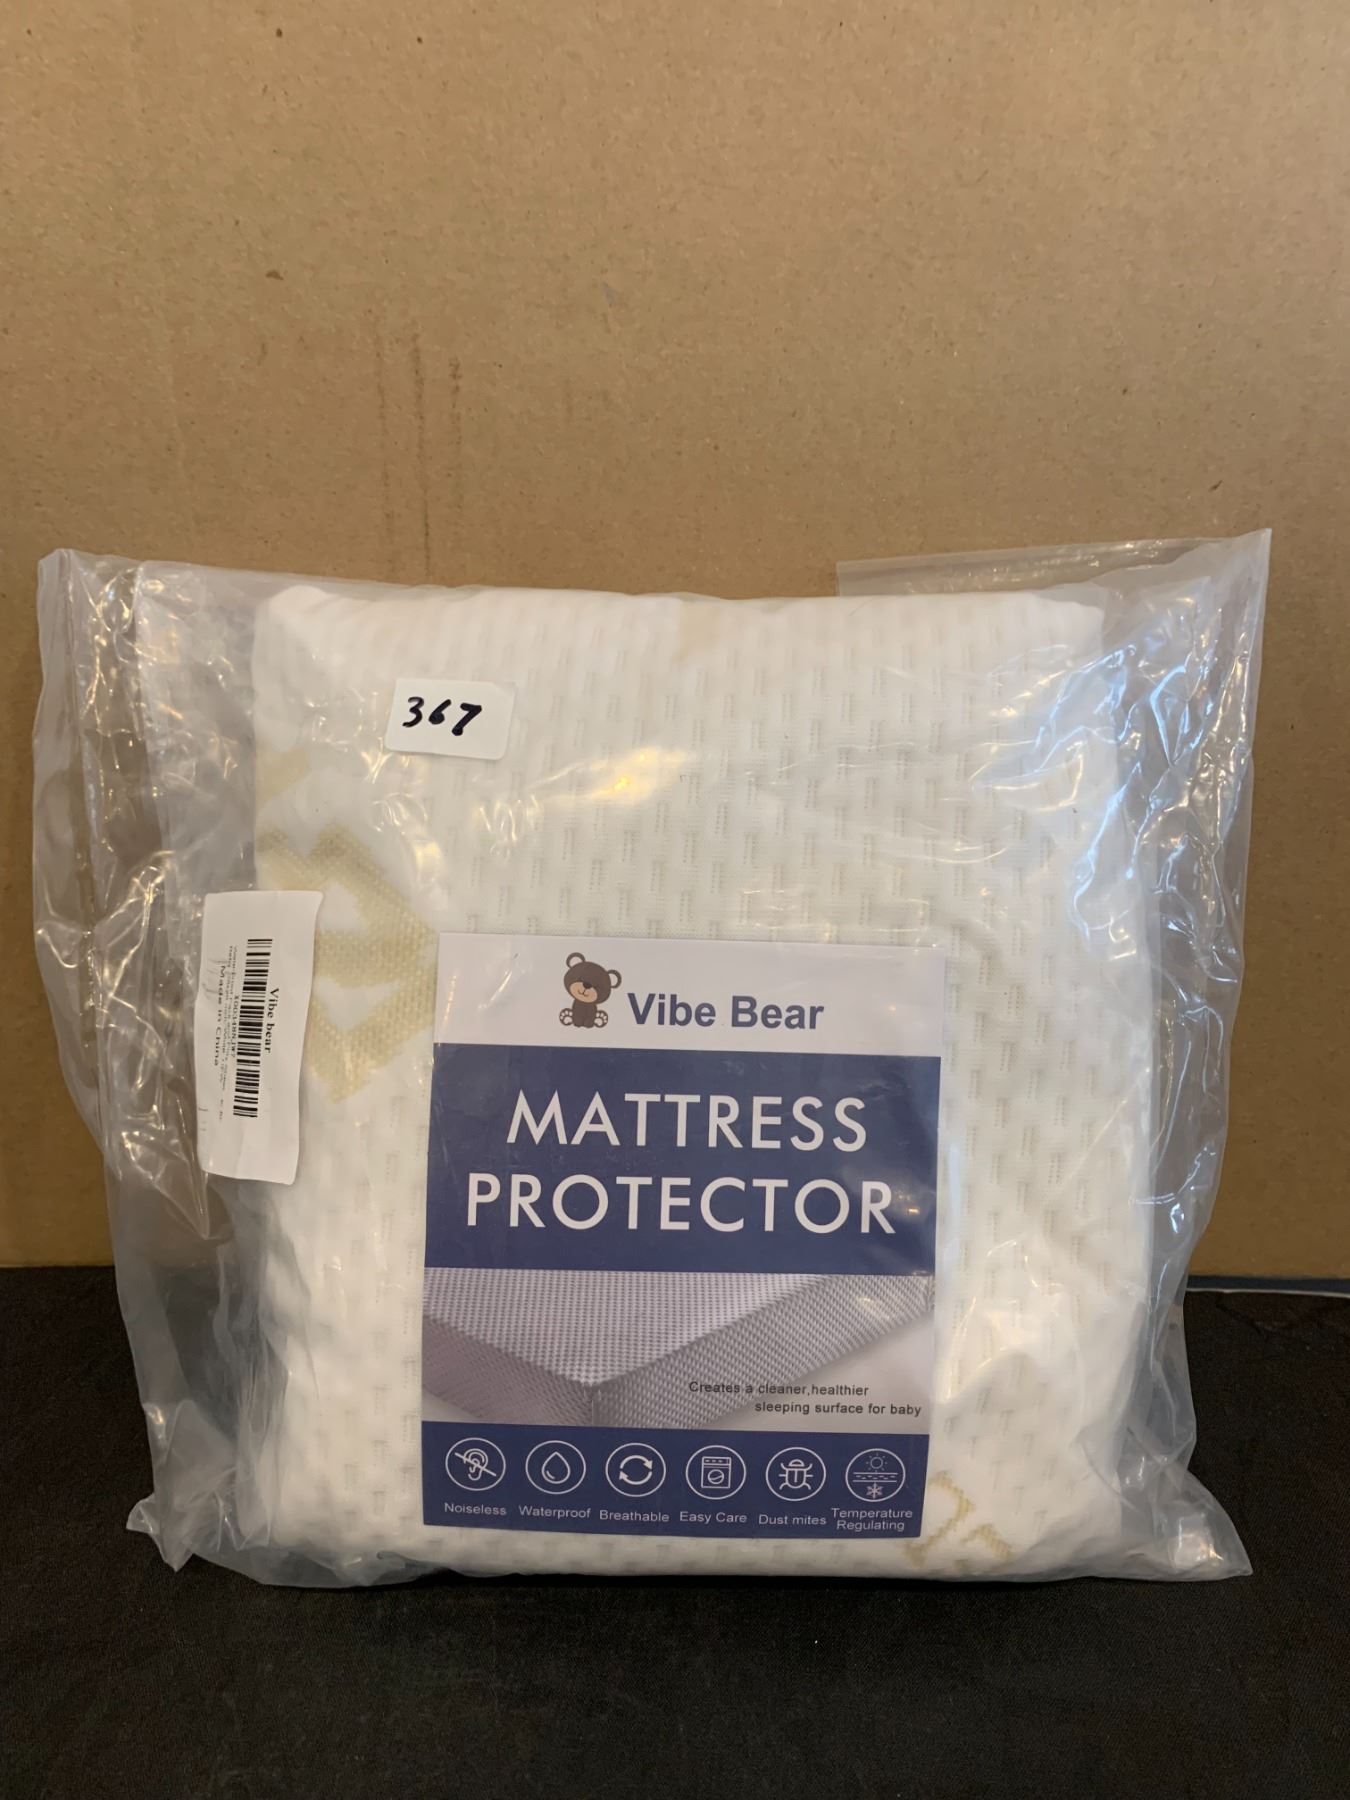 367
Vibe bear
Made in China
Vibe Bear
MATTRESS
PROTECTOR
Creates a cleaner,healthier
sleeping surface for baby
Noiseless Waterproof Breathable Easy Care Dust mites Temperature
Regulating